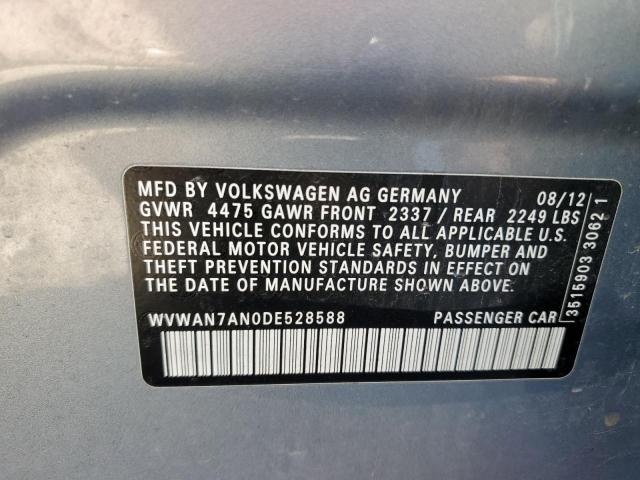 MFD BY VOLKSWAGEN AG GERMANY 08/12
GVWR 4475 GAWR FRONT 2337 / REAR 2249 LBS
THIS VEHICLE CONFORMS TO ALL APPLICABLE U.S.
FEDERAL MOTOR VEHICLE SAFETY, BUMPER AND
THEFT PREVENTION STANDARDS IN EFFECT ON
THE DATE OF MANUFACTURE SHOWN ABOVE.
WVWAN7AN0DE528588 PASSENGER CAR
3515903 3062 1